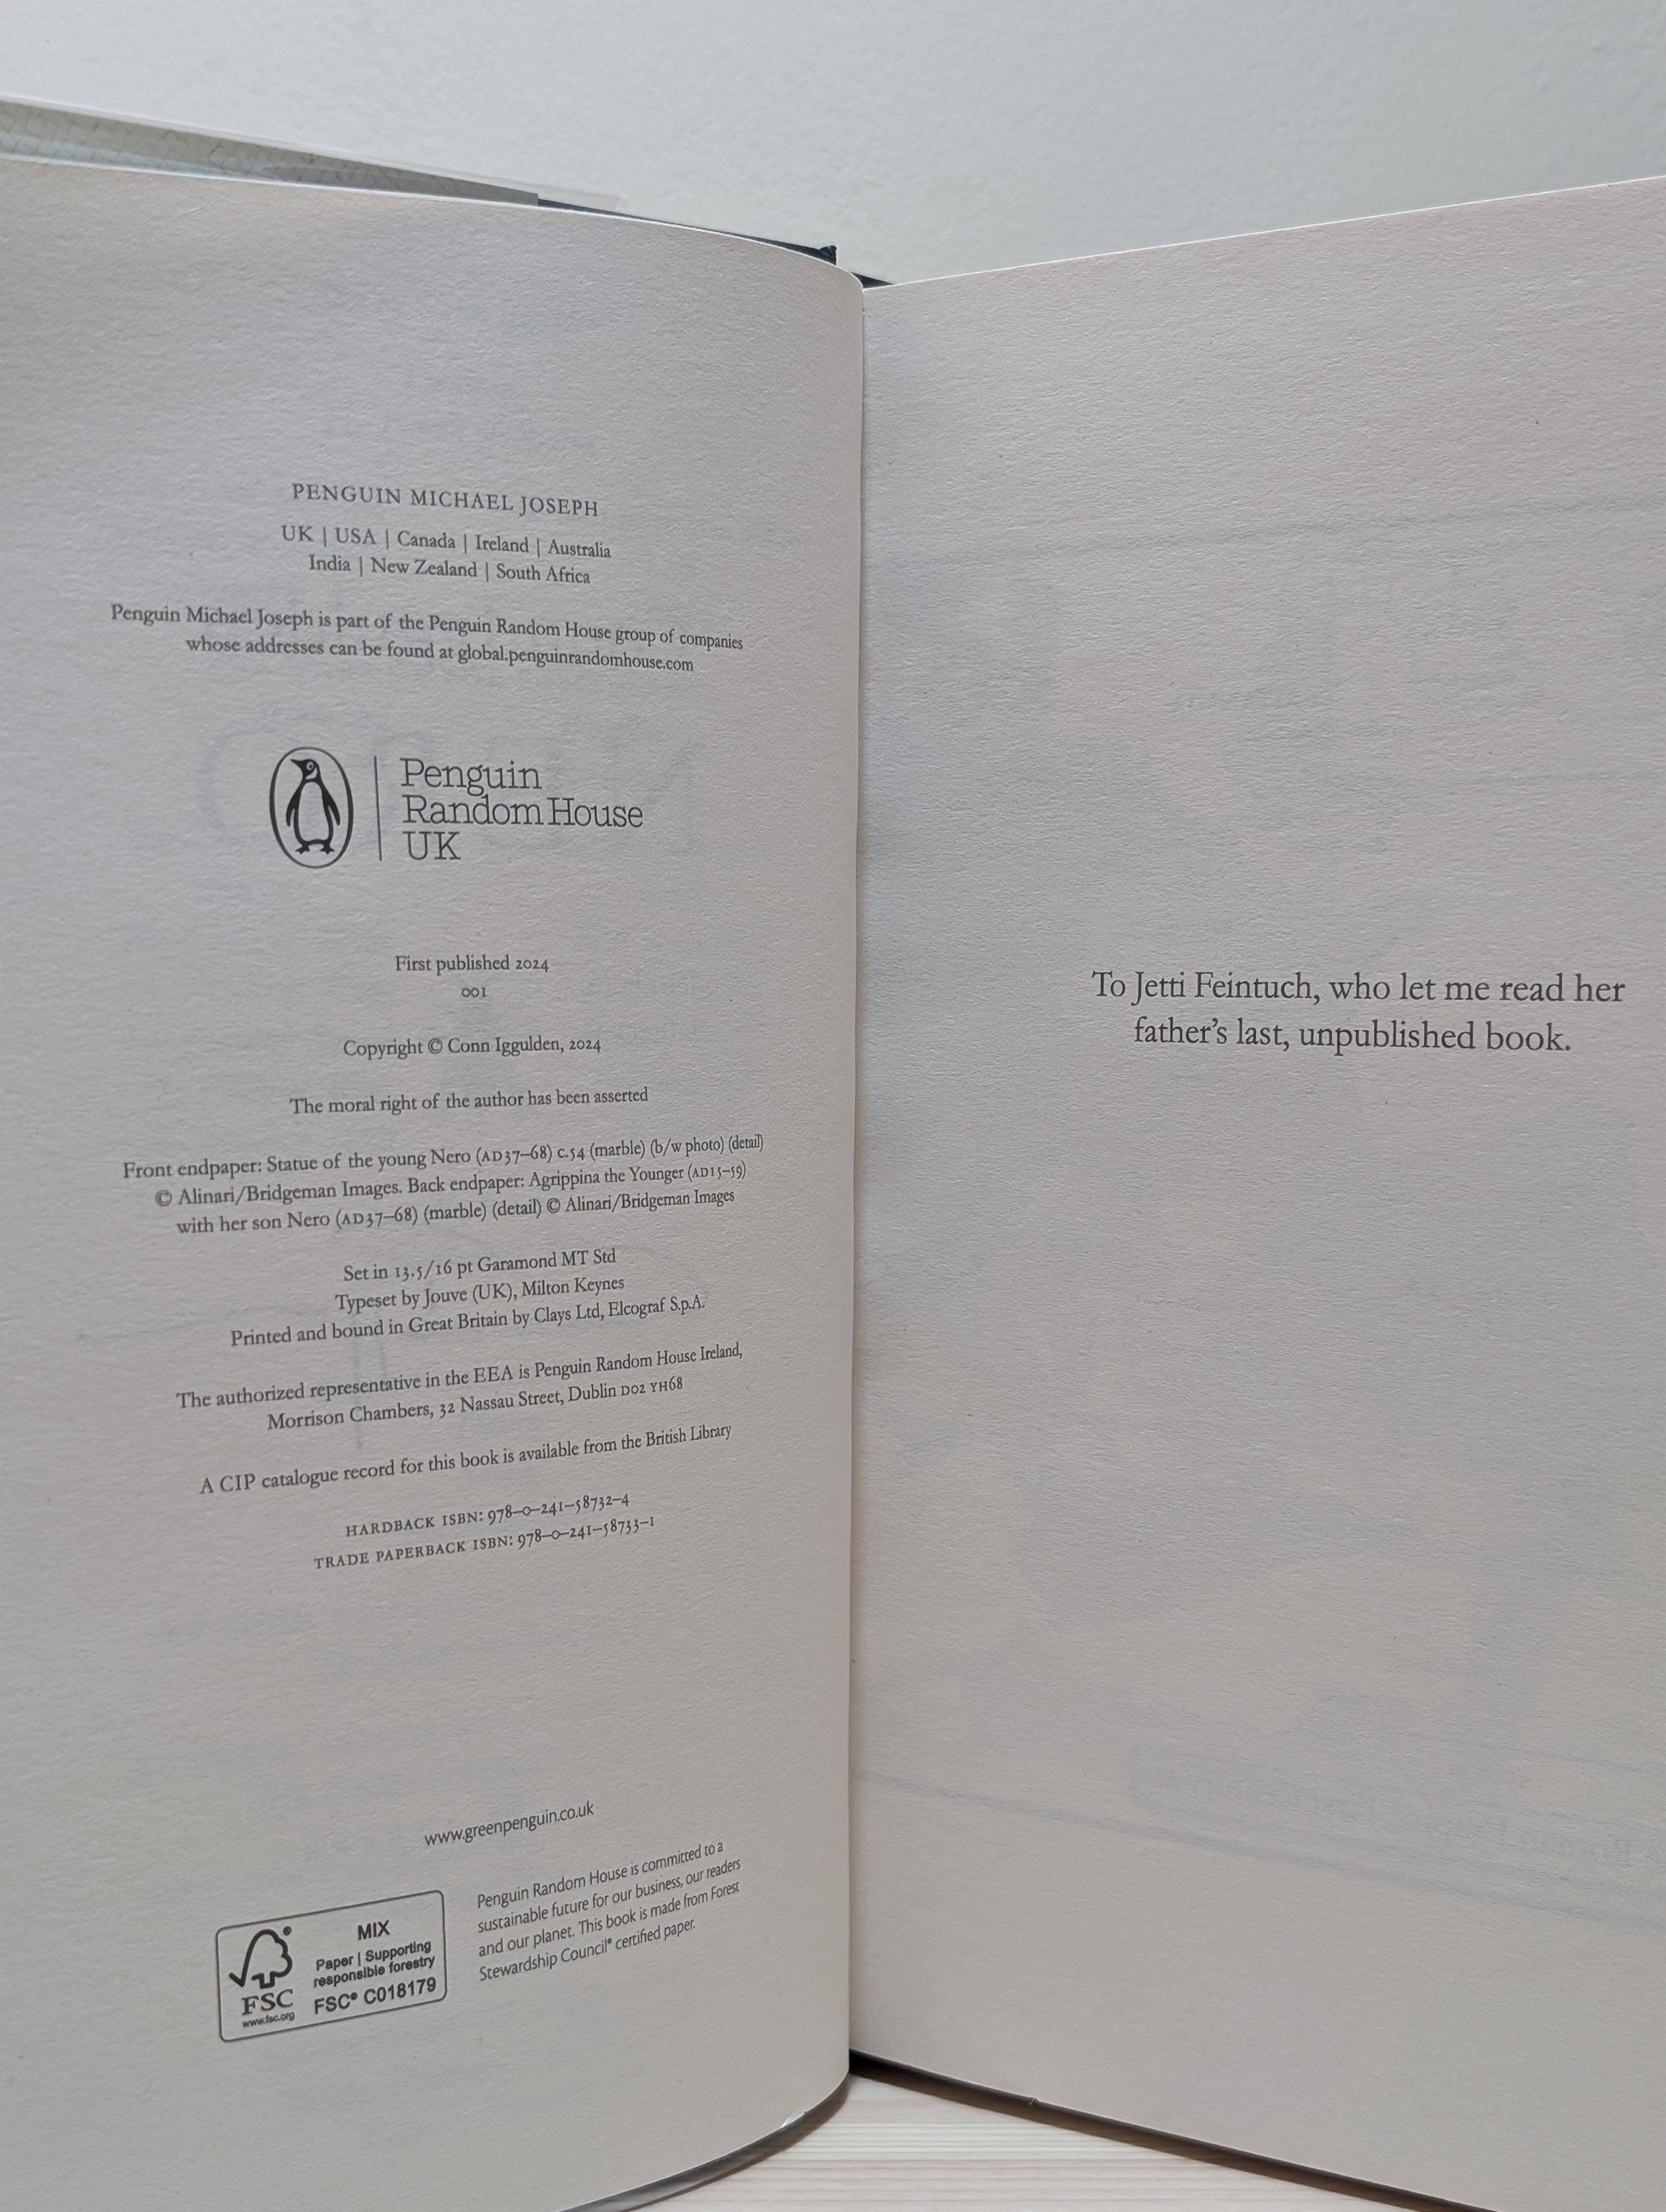 PENGUIN MICHAEL JOSEPH
UK | USA | Canada | Ireland | Australia
India | New Zealand | South Africa
Penguin Michael Joseph is part of the Penguin Random House group of companies
whose addresses can be found at global.penguinrandomhouse.com
Penguin
Random House
UK
First published 2024
001
Copyright © Conn Iggulden, 2024
The moral right of the author has been asserted
Front endpaper: Statue of the young Nero (AD37–68) c.54 (marble) (b/w photo) (detail)
© Alinari/Bridgeman Images. Back endpaper: Agrippina the Younger (AD15–59)
with her son Nero (AD37–68) (marble) (detail) © Alinari/Bridgeman Images
Set in 13.5/16 pt Garamond MT Std
Typeset by Jouve (UK), Milton Keynes
Printed and bound in Great Britain by Clays Ltd, Elcograf S.p.A.
The authorized representative in the EEA is Penguin Random House Ireland,
Morrison Chambers, 32 Nassau Street, Dublin D02 YH68
A CIP catalogue record for this book is available from the British Library
HARDBACK ISBN: 978–0–241–58732–4
TRADE PAPERBACK ISBN: 978–0–241–58733–1
www.greenpenguin.co.uk
MIX
Paper | Supporting
responsible forestry
FSC® C018179
FSC
www.fsc.org
Penguin Random House is committed to a
sustainable future for our business, our readers
and our planet. This book is made from Forest
Stewardship Council® certified paper.
To Jetti Feintuch, who let me read her
father’s last, unpublished book.